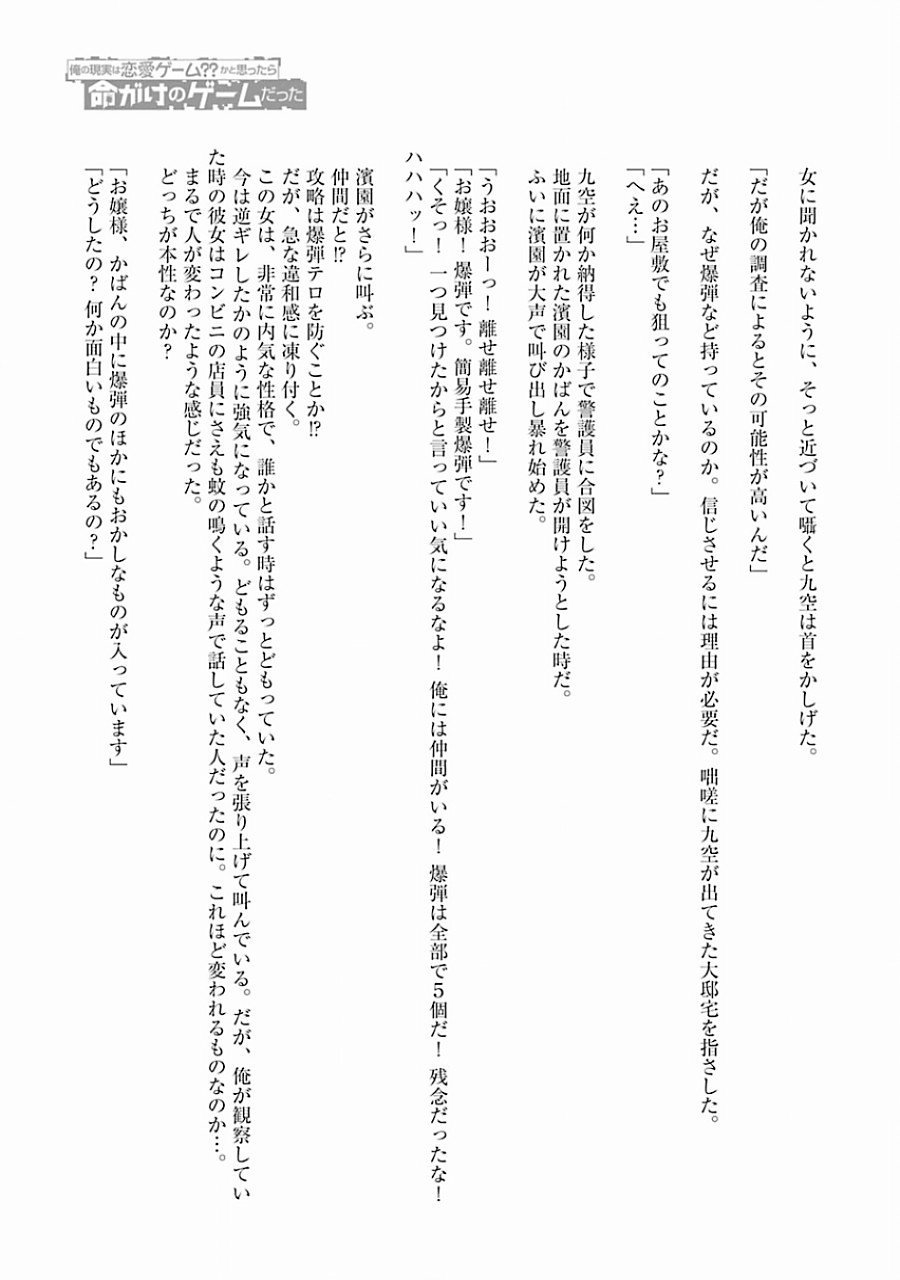 俺の現実は恋愛ゲーム??かと思ったら
命がけのゲームだった
女に聞かれないように、そっと近づいて囁くと九空は首をかしげた。
「だが俺の調査によるとその可能性が高いんだ」
だが、なぜ爆弾など持っているのか。信じさせるには理由が必要だ。咄嗟に九空が出てきた大邸宅を指さした。
「あのお屋敷でも狙ってのことかな？」
「へえ…」
九空が何か納得した様子で警護員に合図をした。
地面に置かれた濱園のかばんを警護員が開けようとした時だ。
ふいに濱園が大声で叫び出し暴れ始めた。
「うおおおーっ！ 離せ離せ！」
「お嬢様！ 爆弾です。簡易手製爆弾です！」
「くそっ！ 一つ見つけたからと言っていい気になるなよ！ 俺には仲間がいる！ 爆弾は全部で５個だ！ 残念だったな！
ハハハッ！」
濱園がさらに叫ぶ。
仲間だと!?
攻略は爆弾テロを防ぐことか!?
だが、急な違和感に凍り付く。
この女は、非常に内気な性格で、誰かと話す時はずっとどもっていた。
今は逆ギレしたかのように強気になっている。どもることもなく、声を張り上げて叫んでいる。だが、俺が観察してい
た時の彼女はコンビニの店員にさえも蚊の鳴くような声で話していた人だったのに。これほど変われるものなのか…。
まるで人が変わったような感じだった。
どっちが本性なのか？
「お嬢様、かばんの中に爆弾のほかにもおかしなものが入っています」
「どうしたの？ 何か面白いものでもあるの？」